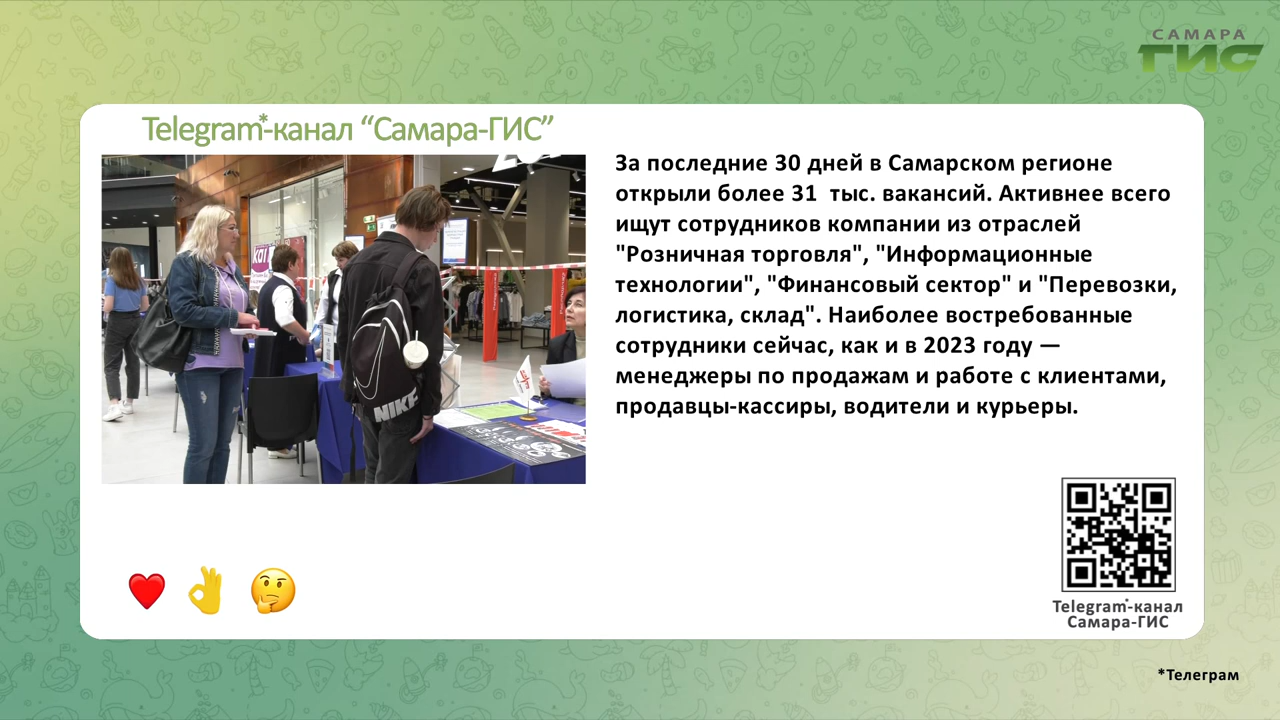 САМАРА
ГИС
Telegram*-канал “Самара-ГИС”
За последние 30 дней в Самарском регионе
открыли более 31 тыс. вакансий. Активнее всего
ищут сотрудников компании из отраслей
"Розничная торговля", "Информационные
технологии", "Финансовый сектор" и "Перевозки,
логистика, склад". Наиболее востребованные
сотрудники сейчас, как и в 2023 году —
менеджеры по продажам и работе с клиентами,
продавцы-кассиры, водители и курьеры.
NIKE
Telegram*-канал
Самара-ГИС
*Телеграм